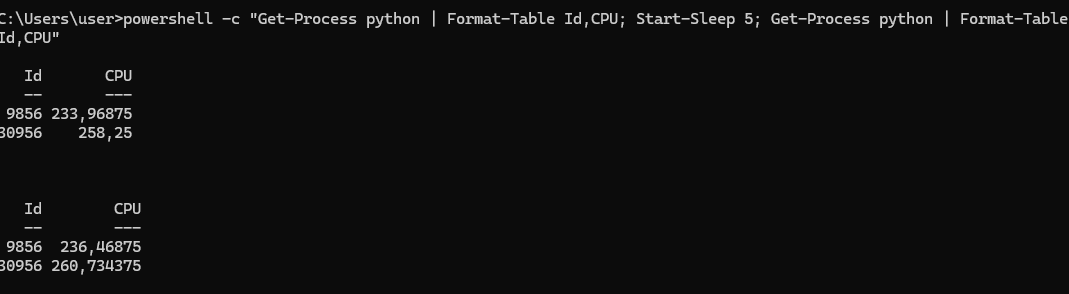 C:\Users\user>powershell -c "Get-Process python | Format-Table Id,CPU; Start-Sleep 5; Get-Process python | Format-Table
Id,CPU"
Id CPU
-- ---
9856 233,96875
30956 258,25
Id CPU
-- ---
9856 236,46875
30956 260,734375